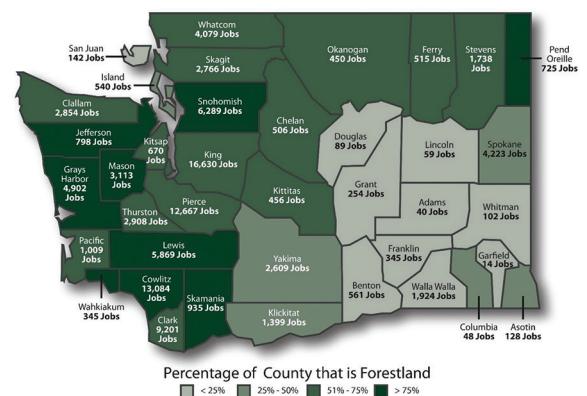 Whatcom
4,079 Jobs
San Juan
142 Jobs
Skagit
2,766 Jobs
Okanogan
450 Jobs
Ferry
515 Jobs
Stevens
1,738
Jobs
Pend
Oreille
725 Jobs
Island
540 Jobs
Clallam
2,854 Jobs
Snohomish
6,289 Jobs
Chelan
506 Jobs
Jefferson
798 Jobs
Kitsap
670
Jobs
Douglas
89 Jobs
Lincoln
59 Jobs
Spokane
4,223 Jobs
Grays
Harbor
4,902
Jobs
Mason
3,113
Jobs
King
16,630 Jobs
Kittitas
456 Jobs
Grant
254 Jobs
Adams
40 Jobs
Whitman
102 Jobs
Thurston
2,908 Jobs
Pierce
12,667 Jobs
Pacific
1,009
Jobs
Lewis
5,869 Jobs
Yakima
2,609 Jobs
Franklin
345 Jobs
Garfield
14 Jobs
Wahkiakum
345 Jobs
Cowlitz
13,084
Jobs
Skamania
935 Jobs
Benton
561 Jobs
Walla Walla
1,924 Jobs
Clark
9,201
Jobs
Klickitat
1,399 Jobs
Columbia
48 Jobs
Asotin
128 Jobs
Percentage of County that is Forestland
< 25% 25% - 50% 51% - 75% > 75%